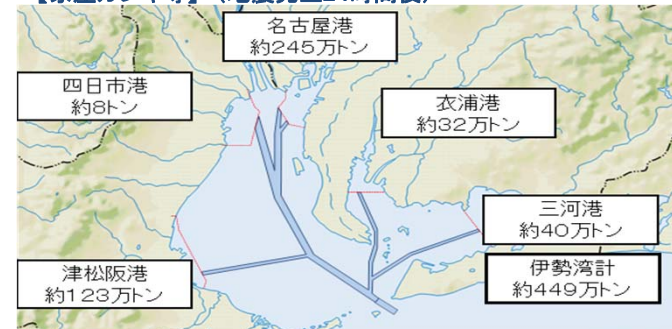 名古屋港
約245万トン
四日市港
約8トン
衣浦港
約32万トン
三河港
約40万トン
津松阪港
約123万トン
伊勢湾計
約449万トン